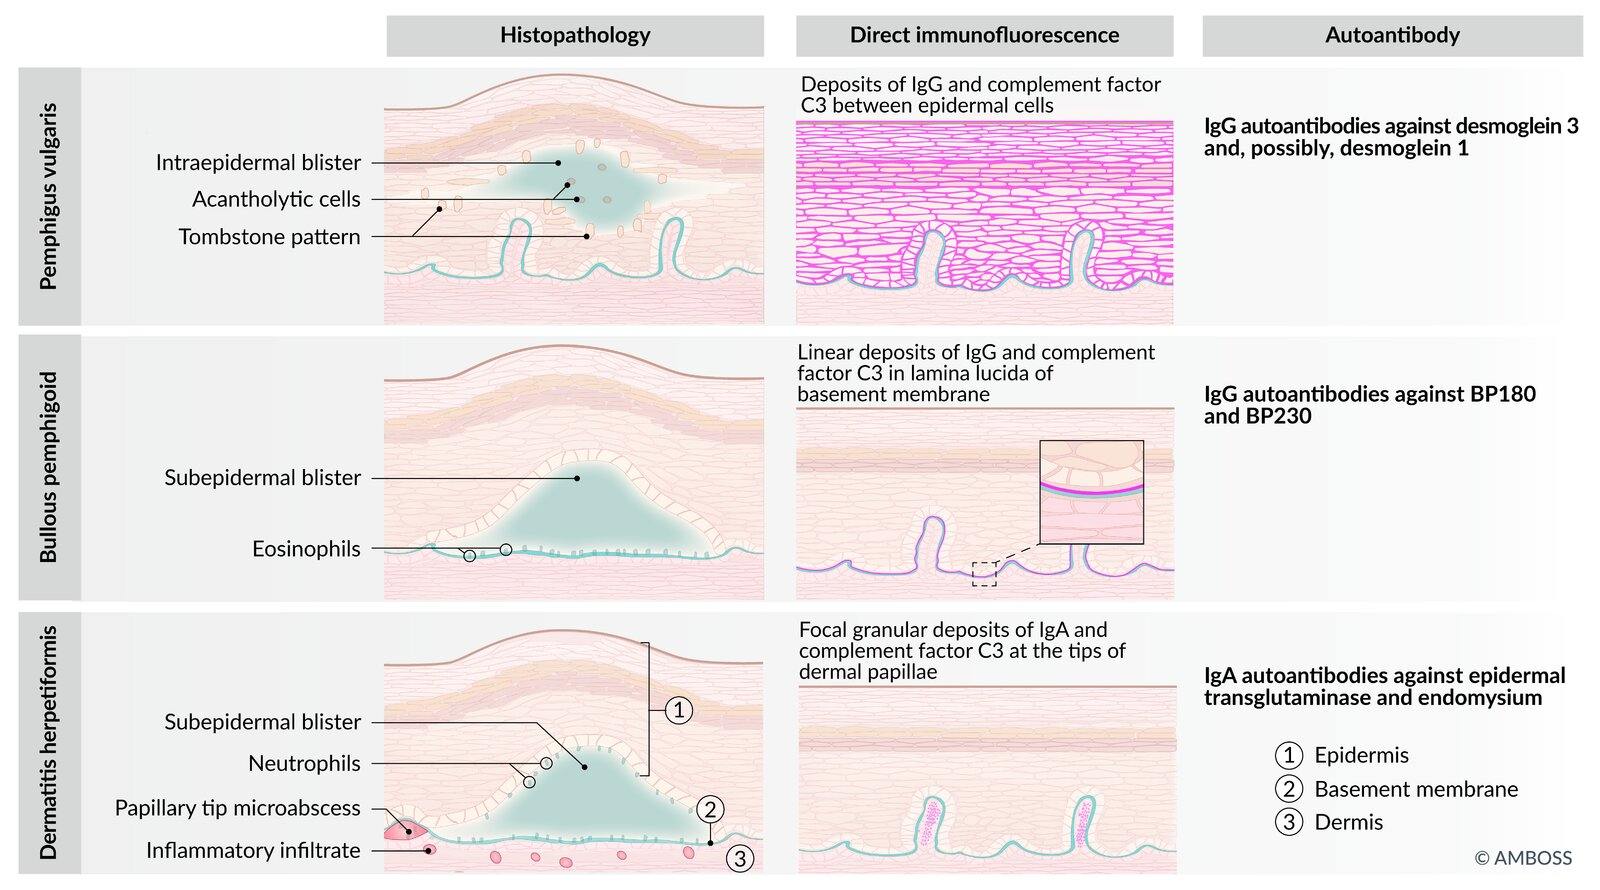 Histopathology
Direct immunofluorescence
Autoantibody
Pemphigus vulgaris
Intraepidermal blister
Acantholytic cells
Tombstone pattern
Deposits of IgG and complement factor
C3 between epidermal cells
IgG autoantibodies against desmoglein 3
and, possibly, desmoglein 1
Bullous pemphigoid
Subepidermal blister
Eosinophils
Linear deposits of IgG and complement
factor C3 in lamina lucida of
basement membrane
IgG autoantibodies against BP180
and BP230
Dermatitis herpetiformis
Subepidermal blister
Neutrophils
Papillary tip microabscess
Inflammatory infiltrate
1
2
3
Focal granular deposits of IgA and
complement factor C3 at the tips of
dermal papillae
IgA autoantibodies against epidermal
transglutaminase and endomysium
1 Epidermis
2 Basement membrane
3 Dermis
© AMBOSS